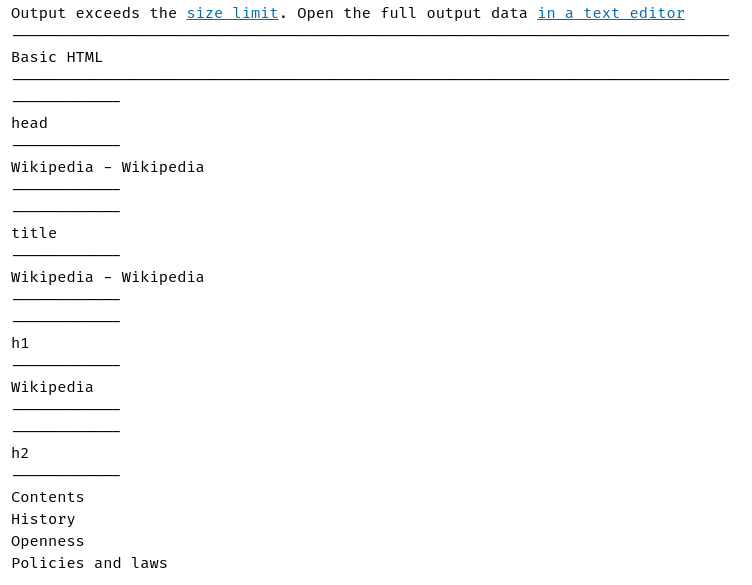 Output exceeds the size limit. Open the full output data in a text editor
————————————————————————————————————————————————————————————————————————————————
Basic HTML
————————————————————————————————————————————————————————————————————————————————
————————————
head
————————————
Wikipedia - Wikipedia
————————————
————————————
title
————————————
Wikipedia - Wikipedia
————————————
————————————
h1
————————————
Wikipedia
————————————
————————————
h2
————————————
Contents
History
Openness
Policies and laws